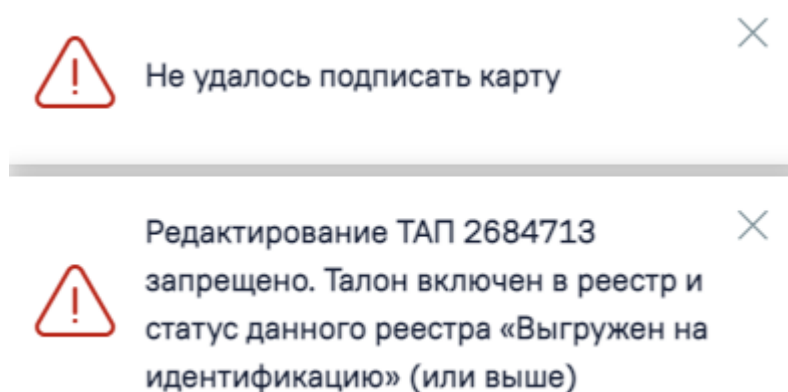 Не удалось подписать карту
Редактирование ТАП 2684713
запрещено. Талон включен в реестр и
статус данного реестра «Выгружен на
идентификацию» (или выше)